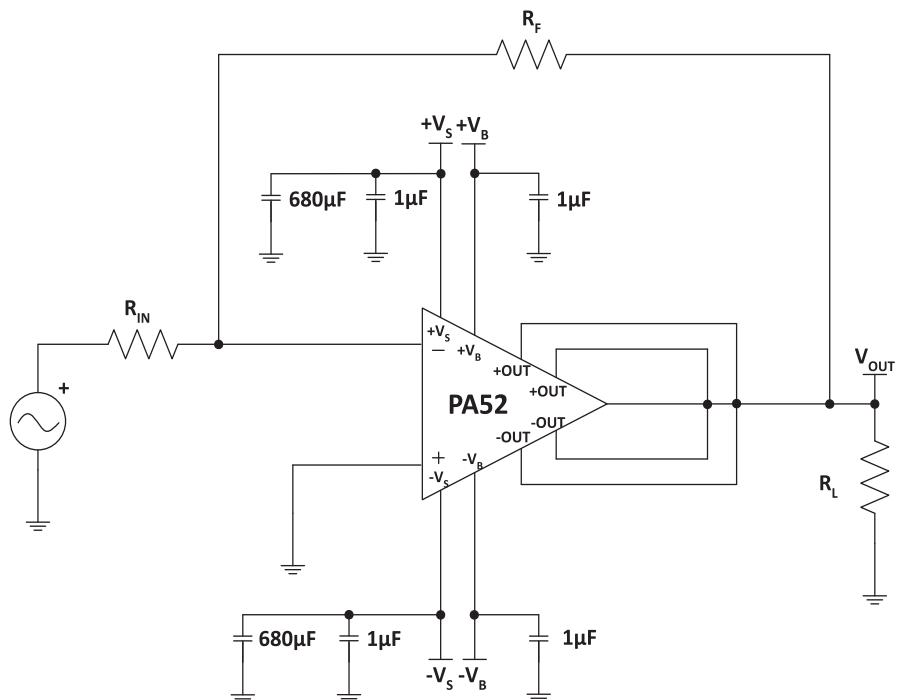 R_F
+V_S +V_B
680µF 1µF 1µF
R_IN
+V_S
− +V_B
+OUT
+OUT
V_OUT
+
PA52
-OUT
-OUT
+ -V_B
-V_S
R_L
680µF 1µF 1µF
-V_S -V_B